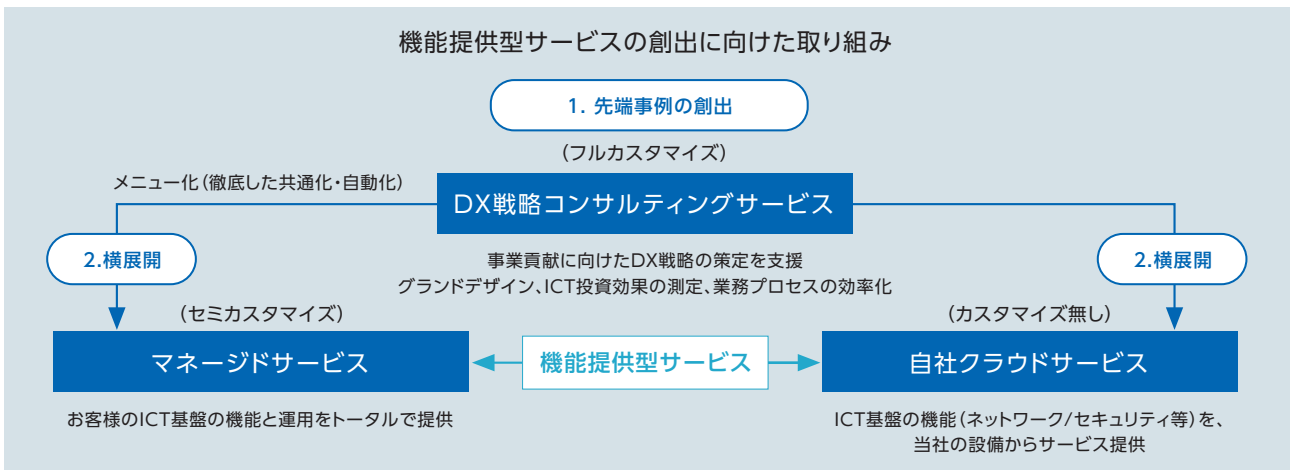 機能提供型サービスの創出に向けた取り組み
1. 先端事例の創出
(フルカスタマイズ)
メニュー化(徹底した共通化・自動化)
DX戦略コンサルティングサービス
2.横展開
2.横展開
事業貢献に向けたDX戦略の策定を支援
グランドデザイン、ICT投資効果の測定、業務プロセスの効率化
(セミカスタマイズ)
(カスタマイズ無し)
マネージドサービス
機能提供型サービス
自社クラウドサービス
お客様のICT基盤の機能と運用をトータルで提供
ICT基盤の機能(ネットワーク/セキュリティ等)を、
当社の設備からサービス提供